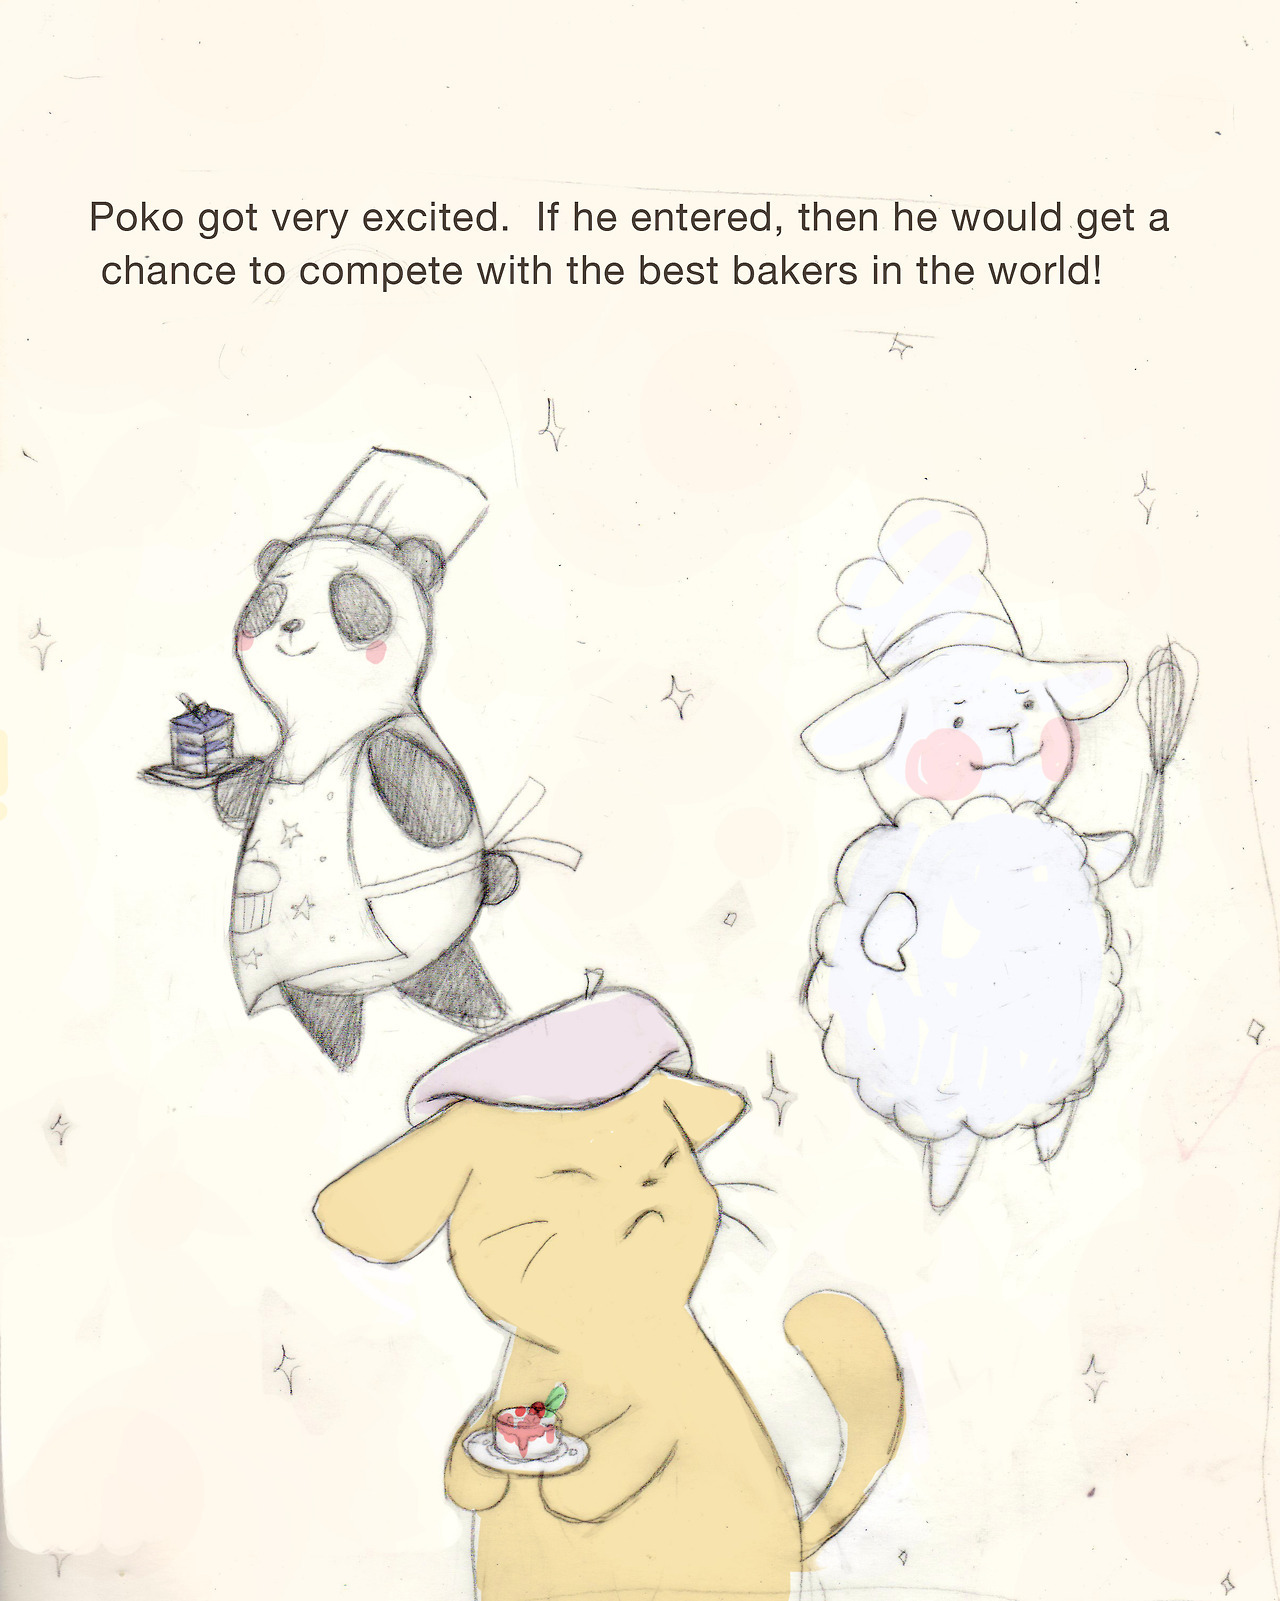 Poko got very excited.  If he entered, then he would get a
chance to compete with the best bakers in the world!